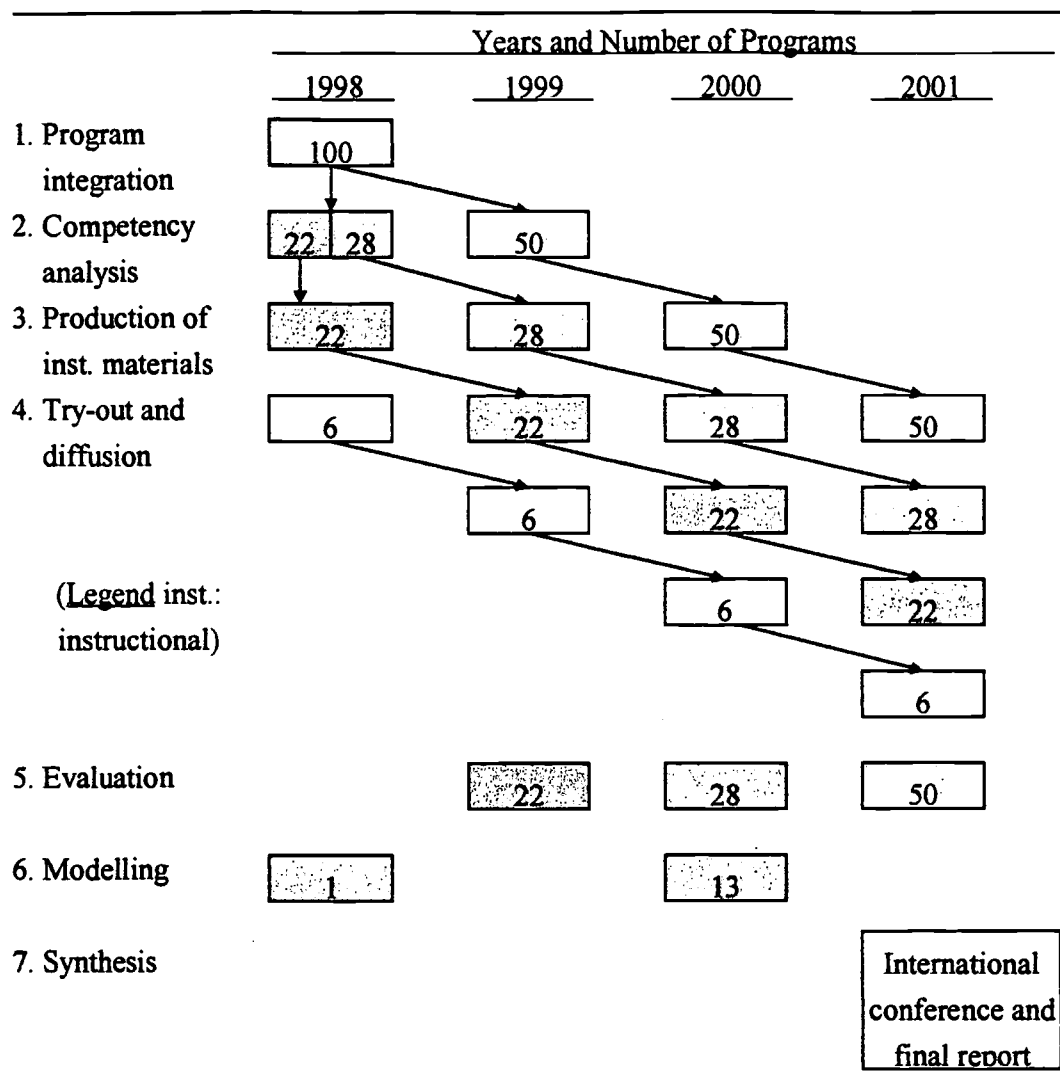 Years and Number of Programs
1998 1999 2000 2001
1. Program
integration
100
2. Competency
analysis
22 28 50
3. Production of
inst. materials
22 28 50
4. Try-out and
diffusion
6 22 28 50
6 22 28
(Legend inst.:
instructional)
6 22
6
5. Evaluation
22 28 50
6. Modelling
1 13
7. Synthesis
International
conference and
final report